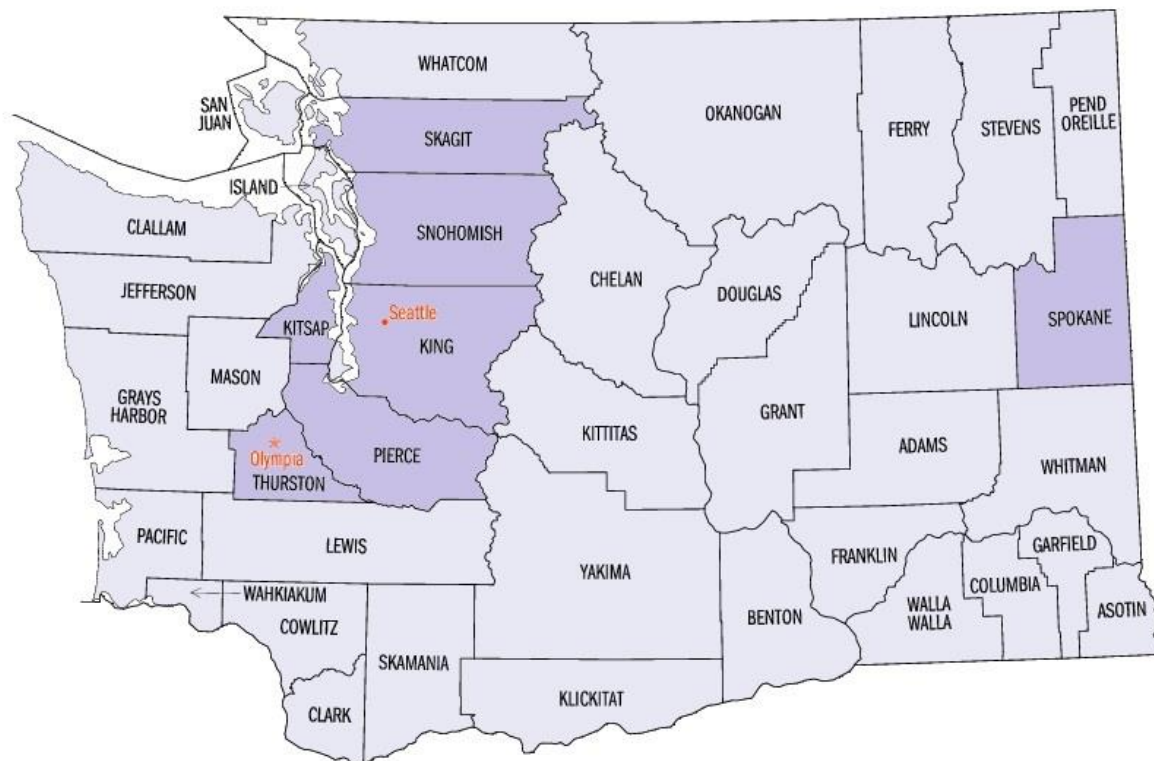 WHATCOM
SAN
JUAN
SKAGIT
OKANOGAN
FERRY
STEVENS
PEND
OREILLE
ISLAND
CLALLAM
SNOHOMISH
JEFFERSON
CHELAN
DOUGLAS
Seattle
KITSAP
KING
LINCOLN
SPOKANE
MASON
GRAYS
HARBOR
GRANT
KITTITAS
ADAMS
Olympia
THURSTON
PIERCE
WHITMAN
PACIFIC
LEWIS
YAKIMA
FRANKLIN
GARFIELD
COLUMBIA
WAHKIAKUM
COWLITZ
BENTON
WALLA
WALLA
ASOTIN
SKAMANIA
KLICKITAT
CLARK